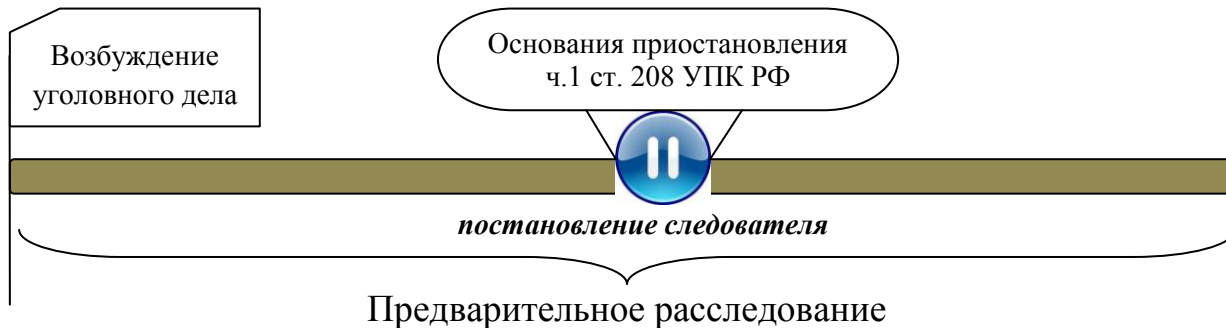 Возбуждение
уголовного дела
Основания приостановления
ч.1 ст. 208 УПК РФ
постановление следователя
Предварительное расследование